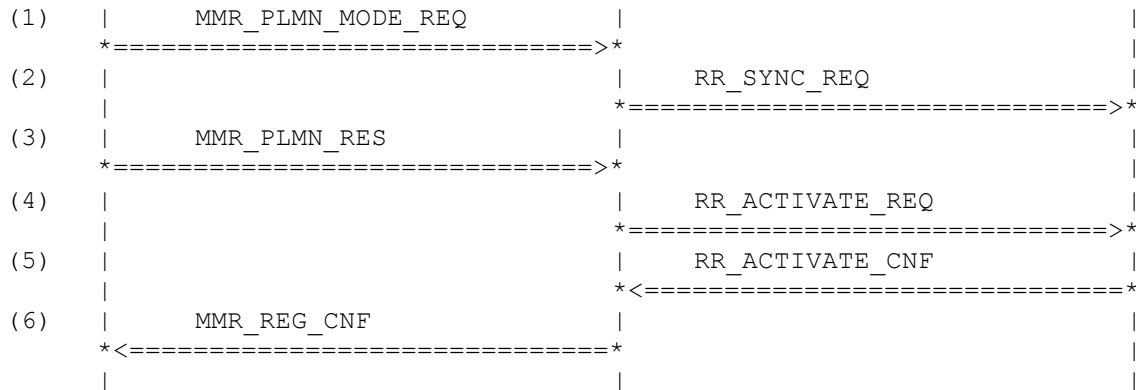 (1) | MMR_PLMN_MODE_REQ | |
*==============================>* |
(2) | | RR_SYNC_REQ |
| *==============================>*
(3) | MMR_PLMN_RES | |
*==============================>* |
(4) | | RR_ACTIVATE_REQ |
| *==============================>*
(5) | | RR_ACTIVATE_CNF |
| *<==============================*
(6) | MMR_REG_CNF | |
*<==============================* |
| | |